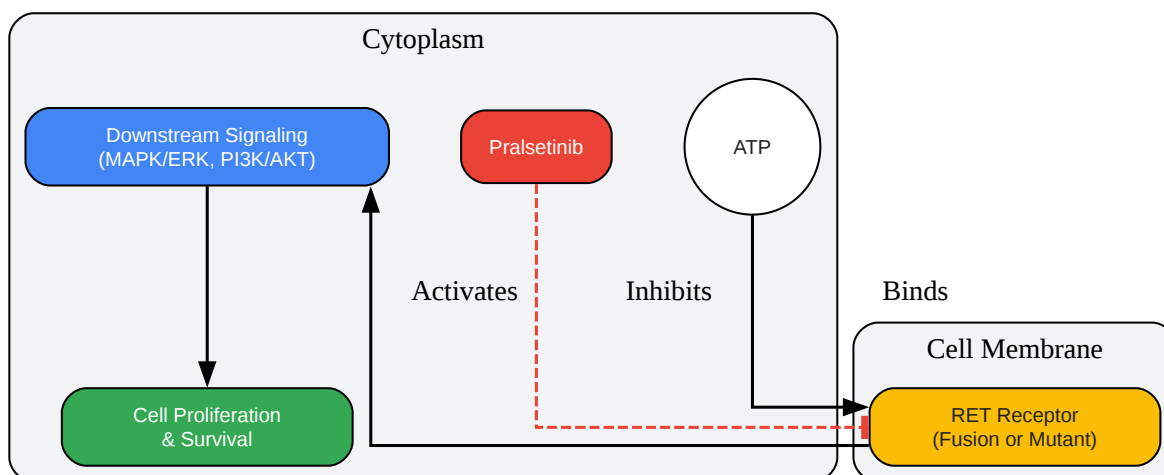 Cytoplasm
Downstream Signaling
(MAPK/ERK, PI3K/AKT)
Pralsetinib
ATP
Activates
Inhibits
Binds
Cell Membrane
Cell Proliferation
& Survival
RET Receptor
(Fusion or Mutant)